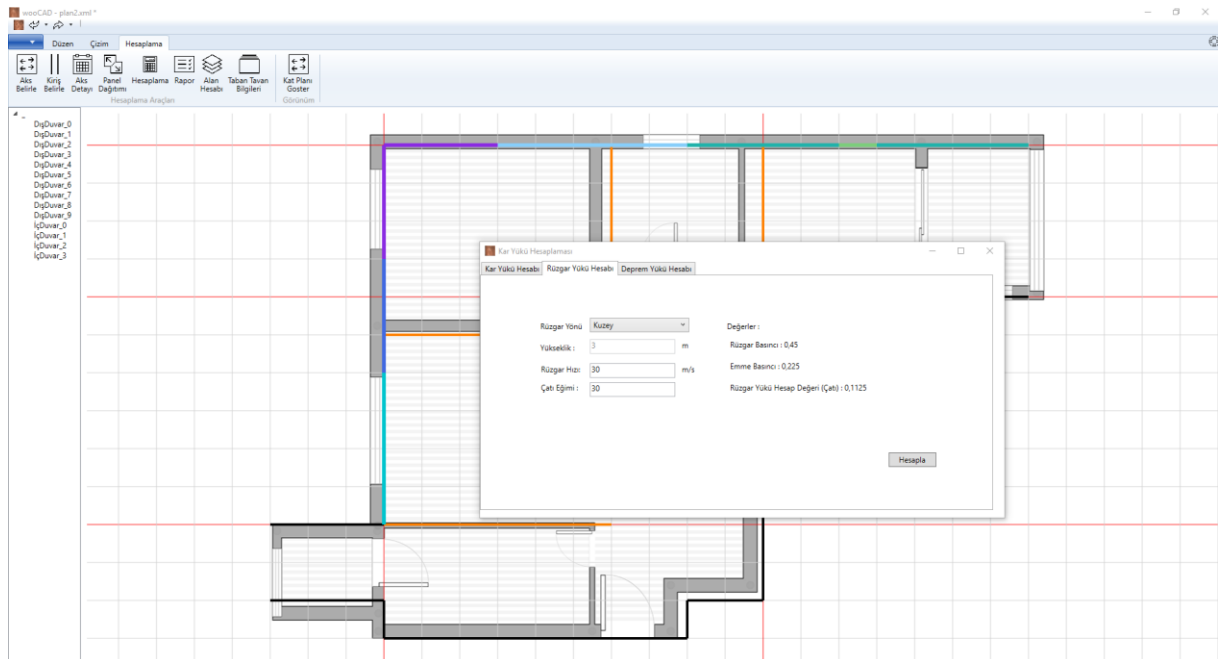 wooCAD - plan2.xml *
Düzen Çizim Hesaplama
Aks Belirle
Kiriş Belirle
Aks Detayı
Panel Dağıtımı
Hesaplama
Rapor
Alan Hesabı
Taban Tavan Bilgileri
Kat Planı Goster
Hesaplama Araçları
Görünüm
DışDuvar_0
DışDuvar_1
DışDuvar_2
DışDuvar_3
DışDuvar_4
DışDuvar_5
DışDuvar_6
DışDuvar_7
DışDuvar_8
DışDuvar_9
İçDuvar_0
İçDuvar_1
İçDuvar_2
İçDuvar_3
Kar Yükü Hesaplaması
Kar Yükü Hesabı Rüzgar Yükü Hesabı Deprem Yükü Hesabı
Rüzgar Yönü Kuzey
Yükseklik : 3 m
Rüzgar Hızı: 30 m/s
Çatı Eğimi : 30
Değerler :
Rüzgar Basıncı : 0,45
Emme Basıncı : 0,225
Rüzgar Yükü Hesap Değeri (Çatı) : 0,1125
Hesapla